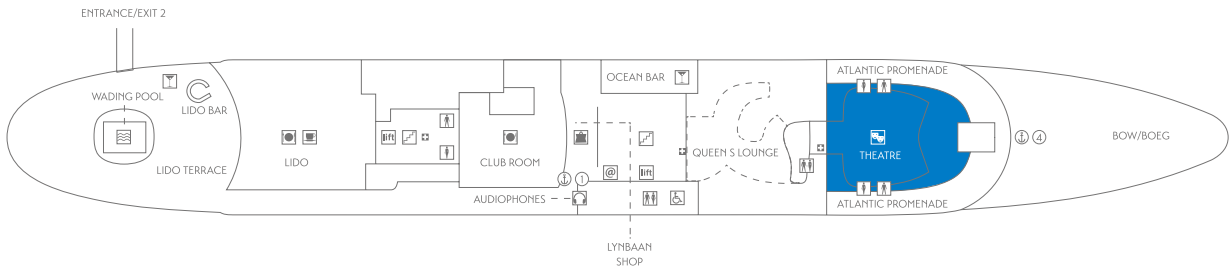 ENTRANCE/EXIT 2
WADING POOL
LIDO BAR
LIDO TERRACE
LIDO
lift
CLUB ROOM
1
AUDIOPHONES
@
lift
LYNBAAN
SHOP
OCEAN BAR
QUEEN S LOUNGE
ATLANTIC PROMENADE
THEATRE
ATLANTIC PROMENADE
4
BOW/BOEG